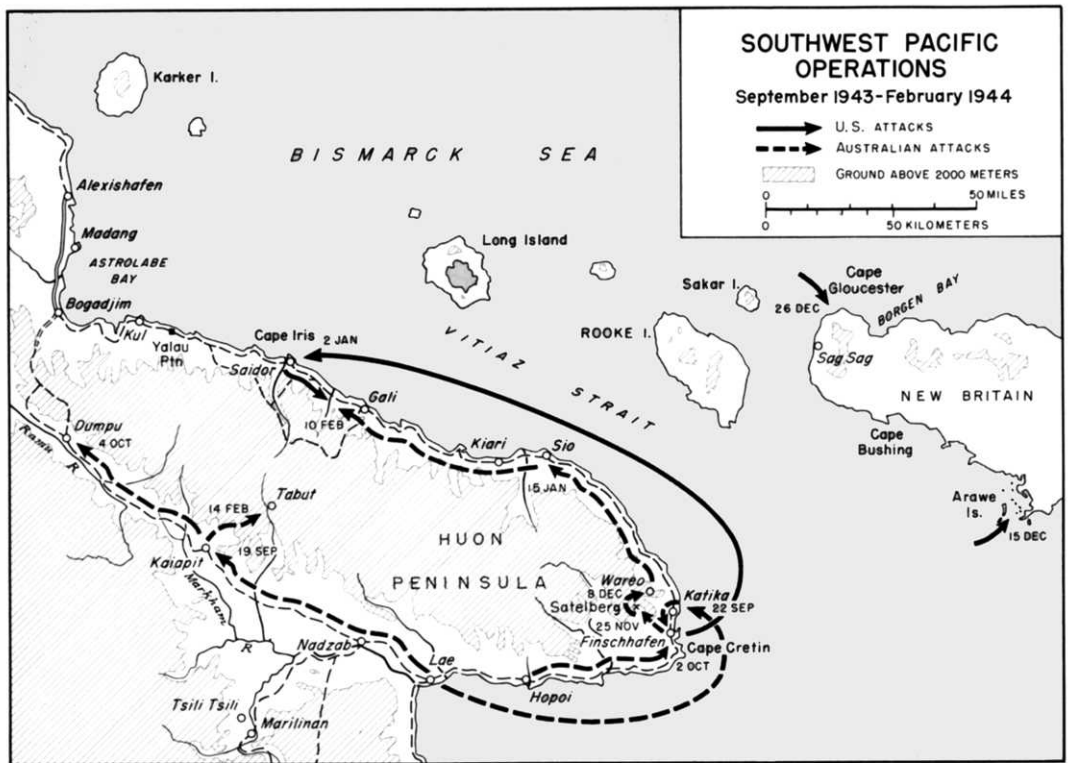 SOUTHWEST PACIFIC
OPERATIONS
September 1943-February 1944
U.S. ATTACKS
AUSTRALIAN ATTACKS
GROUND ABOVE 2000 METERS
0 50 MILES
0 50 KILOMETERS
Karker I.
BISMARCK SEA
Alexishafen
Madang
ASTROLABE
BAY
Bogadjim
Kul
Yalau
Ptn
Long Island
Sakar I.
Cape
Gloucester
26 DEC
BORGEN BAY
ROOKE I.
Sag Sag
NEW BRITAIN
Cape
Bushing
Arawe
Is.
15 DEC
VITIAZ
STRAIT
Cape Iris
2 JAN
Saidor
Gali
10 FEB
Kiari
Sio
15 JAN
Dumpu
4 OCT
Ramu R.
Tabut
14 FEB
19 SEP
Kaiapit
Markham
R
HUON
PENINSULA
Wareo
8 DEC
Satelberg
25 NOV
Katika
22 SEP
Finschhafen
Cape Cretin
2 OCT
Nadzab
Lae
Hopoi
Tsili Tsili
Marilinan